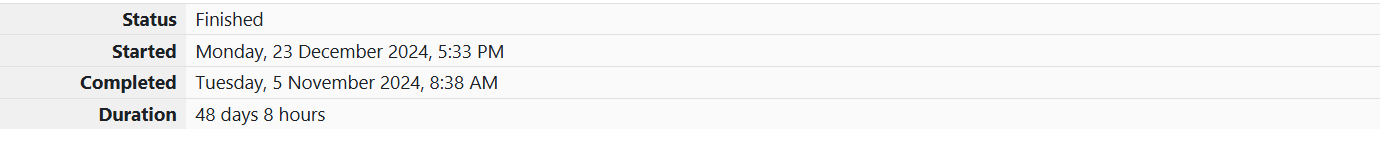 Status Finished
Started Monday, 23 December 2024, 5:33 PM
Completed Tuesday, 5 November 2024, 8:38 AM
Duration 48 days 8 hours